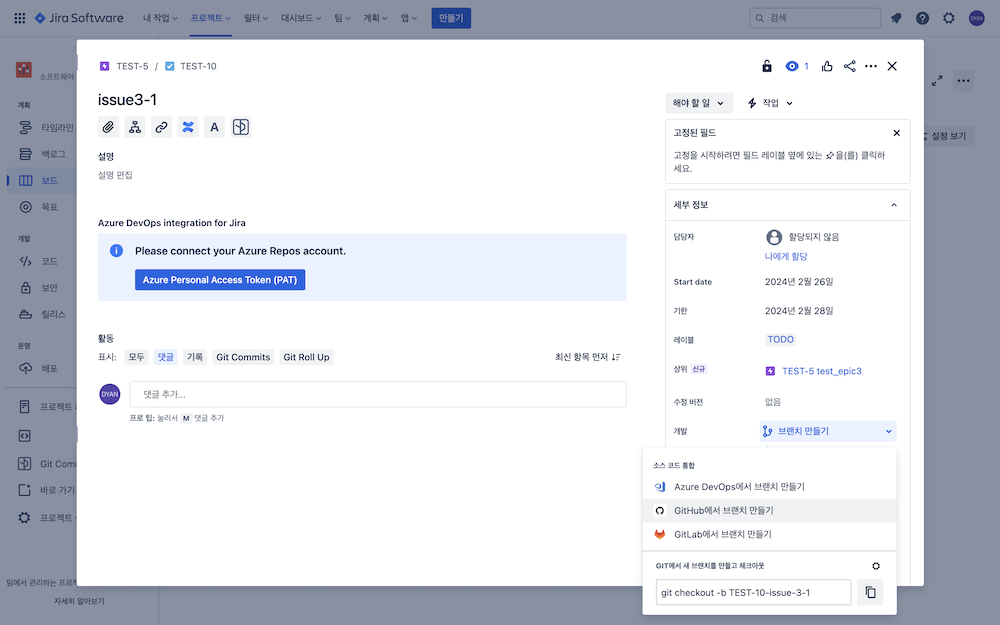 Jira Software
내 작업
프로젝트
필터
대시보드
팀
계획
앱
만들기
검색
DYAN
소프트웨어
계획
타임라인
백로그
보드
목표
개발
코드
보안
릴리스
운영
배포
프로젝트
Git Com
바로 가기
프로젝트
팀에서 관리하는 프로젝
자세히 알아보기
설정 보기
TEST-5 / TEST-10
1
issue3-1
A
설명
설명 편집
Azure DevOps integration for Jira
Please connect your Azure Repos account.
Azure Personal Access Token (PAT)
활동
표시: 모두 댓글 기록 Git Commits Git Roll Up 최신 항목 먼저
DYAN
댓글 추가...
프로 팁: 눌러서 M 댓글 추가
해야 할 일
작업
고정된 필드
고정을 시작하려면 필드 레이블 옆에 있는 을(를) 클릭하
세요.
세부 정보
담당자 할당되지 않음
나에게 할당
Start date 2024년 2월 26일
기한 2024년 2월 28일
레이블 TODO
상위 신규 TEST-5 test_epic3
수정 버전 없음
개발 브랜치 만들기
소스 코드 통합
Azure DevOps에서 브랜치 만들기
GitHub에서 브랜치 만들기
GitLab에서 브랜치 만들기
GIT에서 새 브랜치를 만들고 체크아웃
git checkout -b TEST-10-issue-3-1